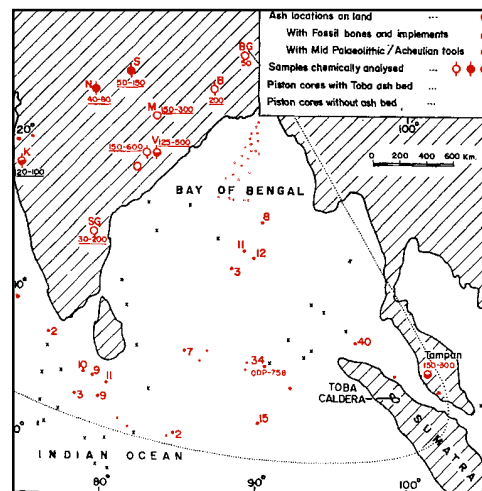 Ash locations on land ...
With Fossil bones and implements
With Mid Palaeolithic/Acheulian tools
Samples chemically analysed ...
Piston cores with Toba ash bed ...
Piston cores without ash bed ...
BG
50
S
50-150
N
40-80
B
200
M
150-300
20°
100°
150-600
V
125-500
K
120-100
0 200 400 600 Km.
BAY OF BENGAL
SG
30-200
8
11
12
3
10°
2
7
40
10
9
11
34
ODP-758
Tampan
150-300
3
9
TOBA
CALDERA
15
2
0°
SUMATRA
INDIAN OCEAN
80°
90°
100°